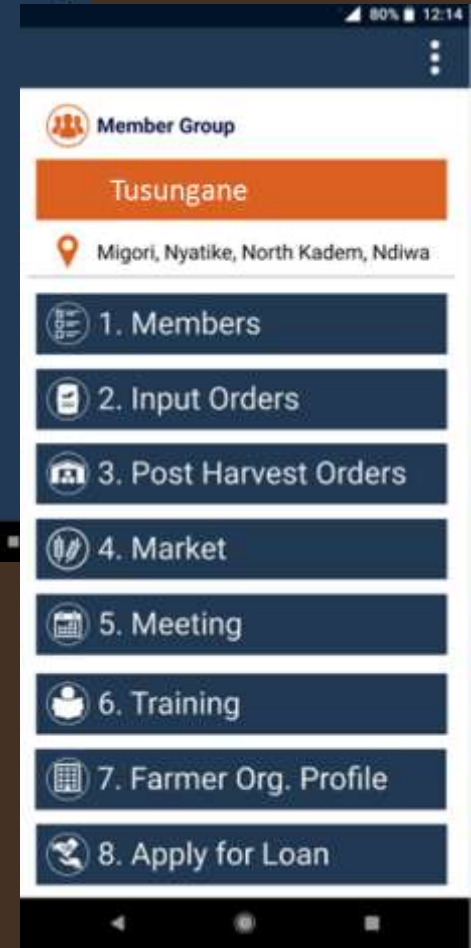 80% 12:14
Member Group
Tusungane
Migori, Nyatike, North Kadem, Ndiwa
1. Members
2. Input Orders
3. Post Harvest Orders
4. Market
5. Meeting
6. Training
7. Farmer Org. Profile
8. Apply for Loan